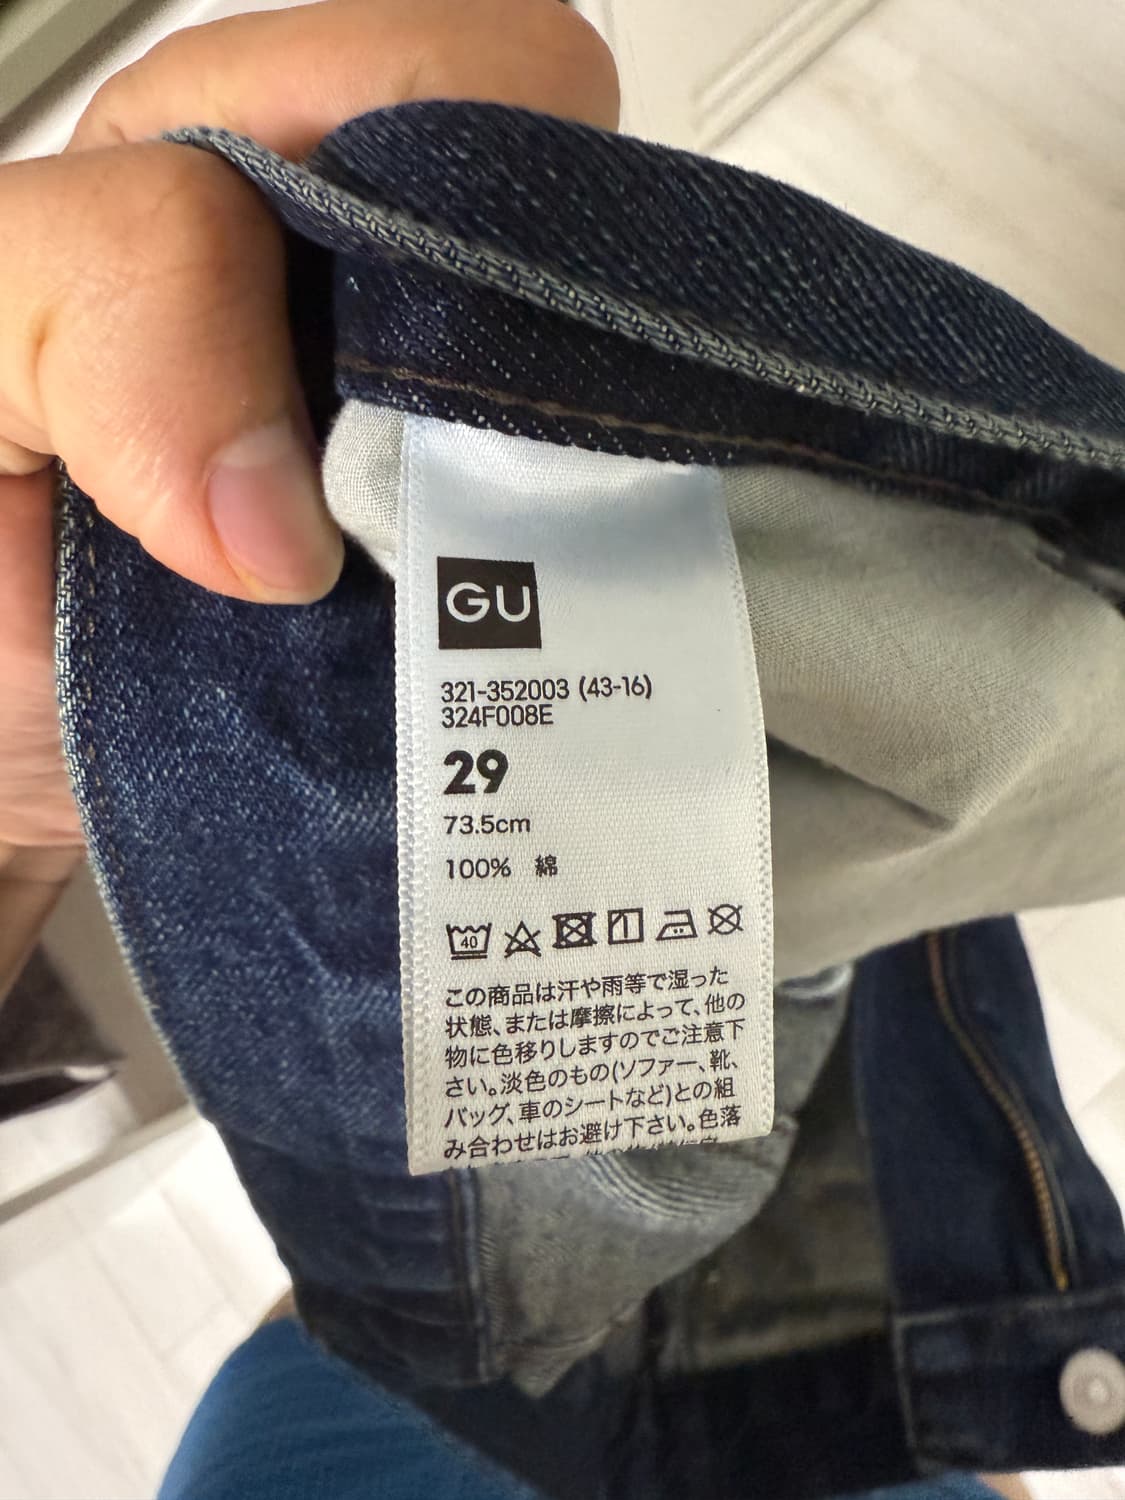 GU
321-352003 (43-16)
324F008E
29
73.5cm
100% 綿
40
この商品は汗や雨等で湿った
状態、または摩擦によって、他の
物に色移りしますのでご注意下
さい。淡色のもの(ソファー、靴、
バッグ、車のシートなど)との組
み合わせはお避け下さい。色落